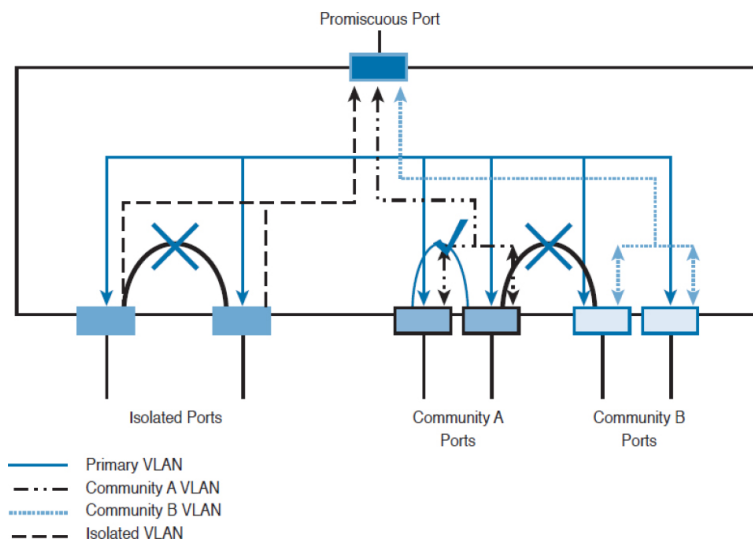 Promiscuous Port
Isolated Ports
Community A
Ports
Community B
Ports
Primary VLAN
Community A VLAN
Community B VLAN
Isolated VLAN